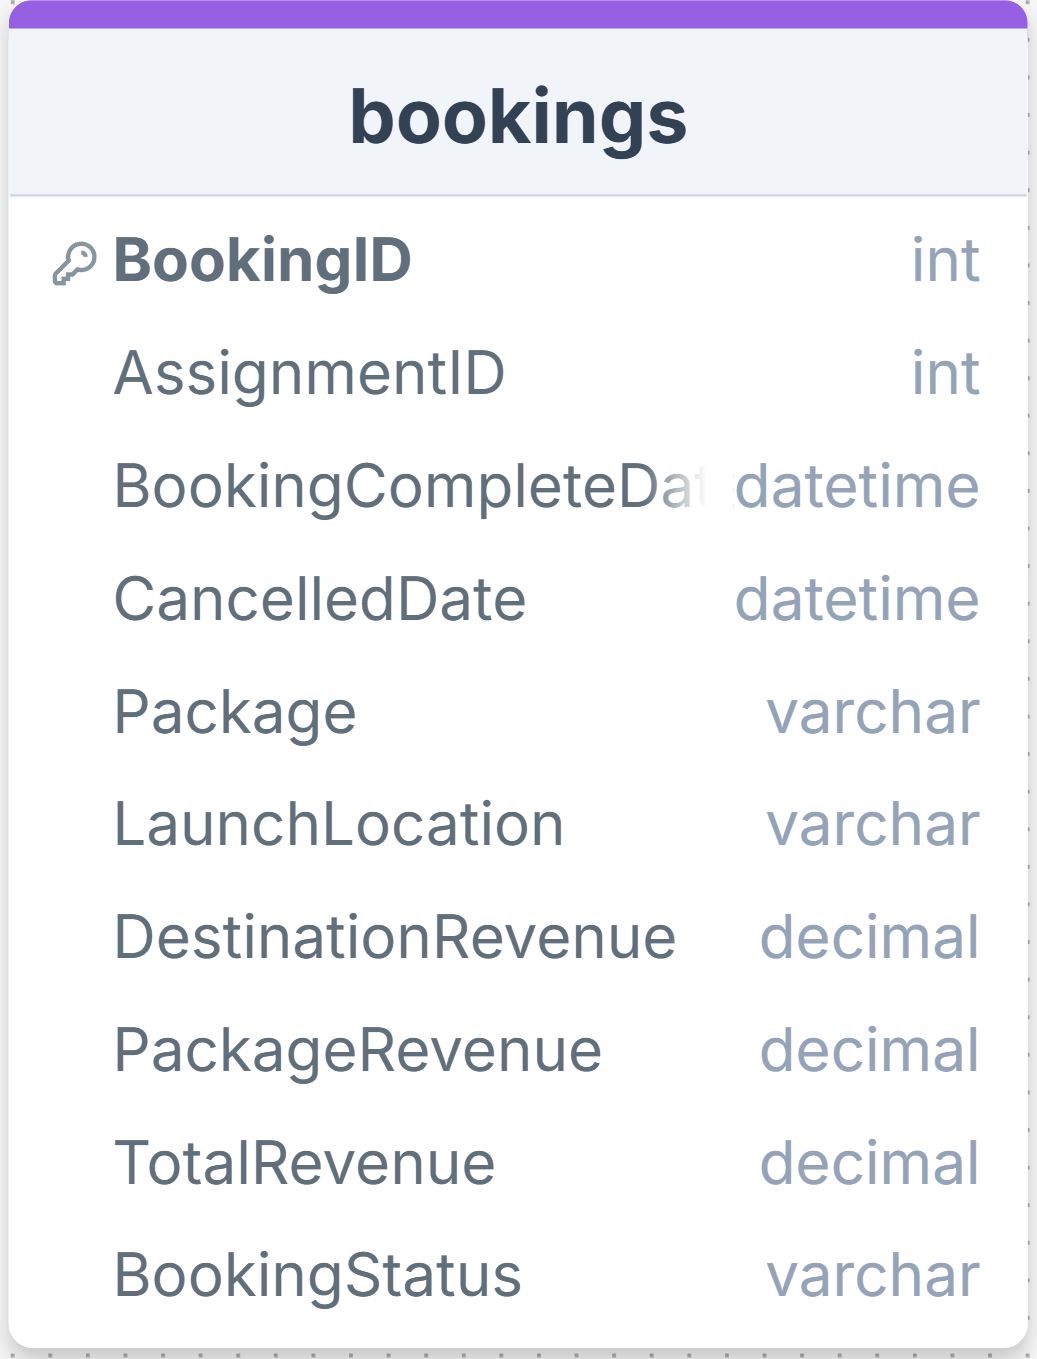 bookings
BookingID int
AssignmentID int
BookingCompleteDat datetime
CancelledDate datetime
Package varchar
LaunchLocation varchar
DestinationRevenue decimal
PackageRevenue decimal
TotalRevenue decimal
BookingStatus varchar